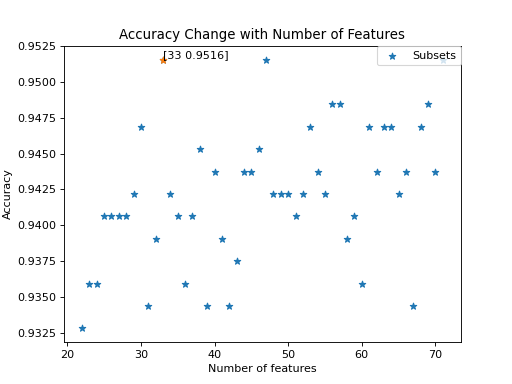 Accuracy Change with Number of Features
[33 0.9516]
Subsets
Accuracy
0.9525
0.9500
0.9475
0.9450
0.9425
0.9400
0.9375
0.9350
0.9325
20 30 40 50 60 70
Number of features